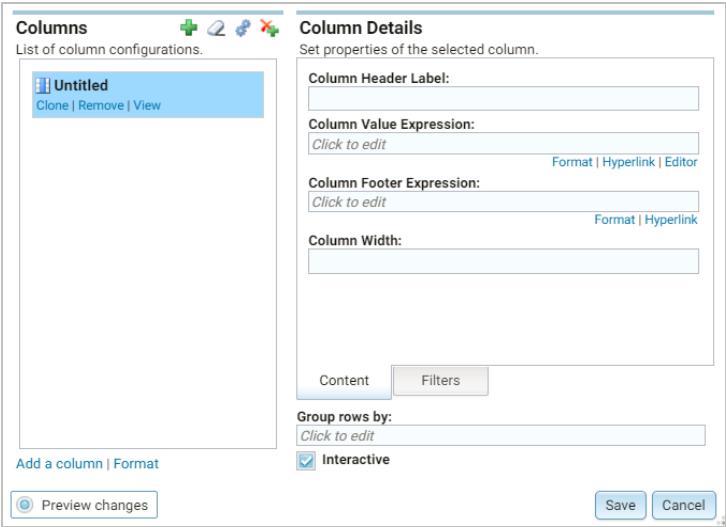 Columns
List of column configurations.
Untitled
Clone | Remove | View
Add a column | Format
Preview changes
Column Details
Set properties of the selected column.
Column Header Label:
Column Value Expression:
Click to edit
Format | Hyperlink | Editor
Column Footer Expression:
Click to edit
Format | Hyperlink
Column Width:
Content
Filters
Group rows by:
Click to edit
Interactive
Save
Cancel